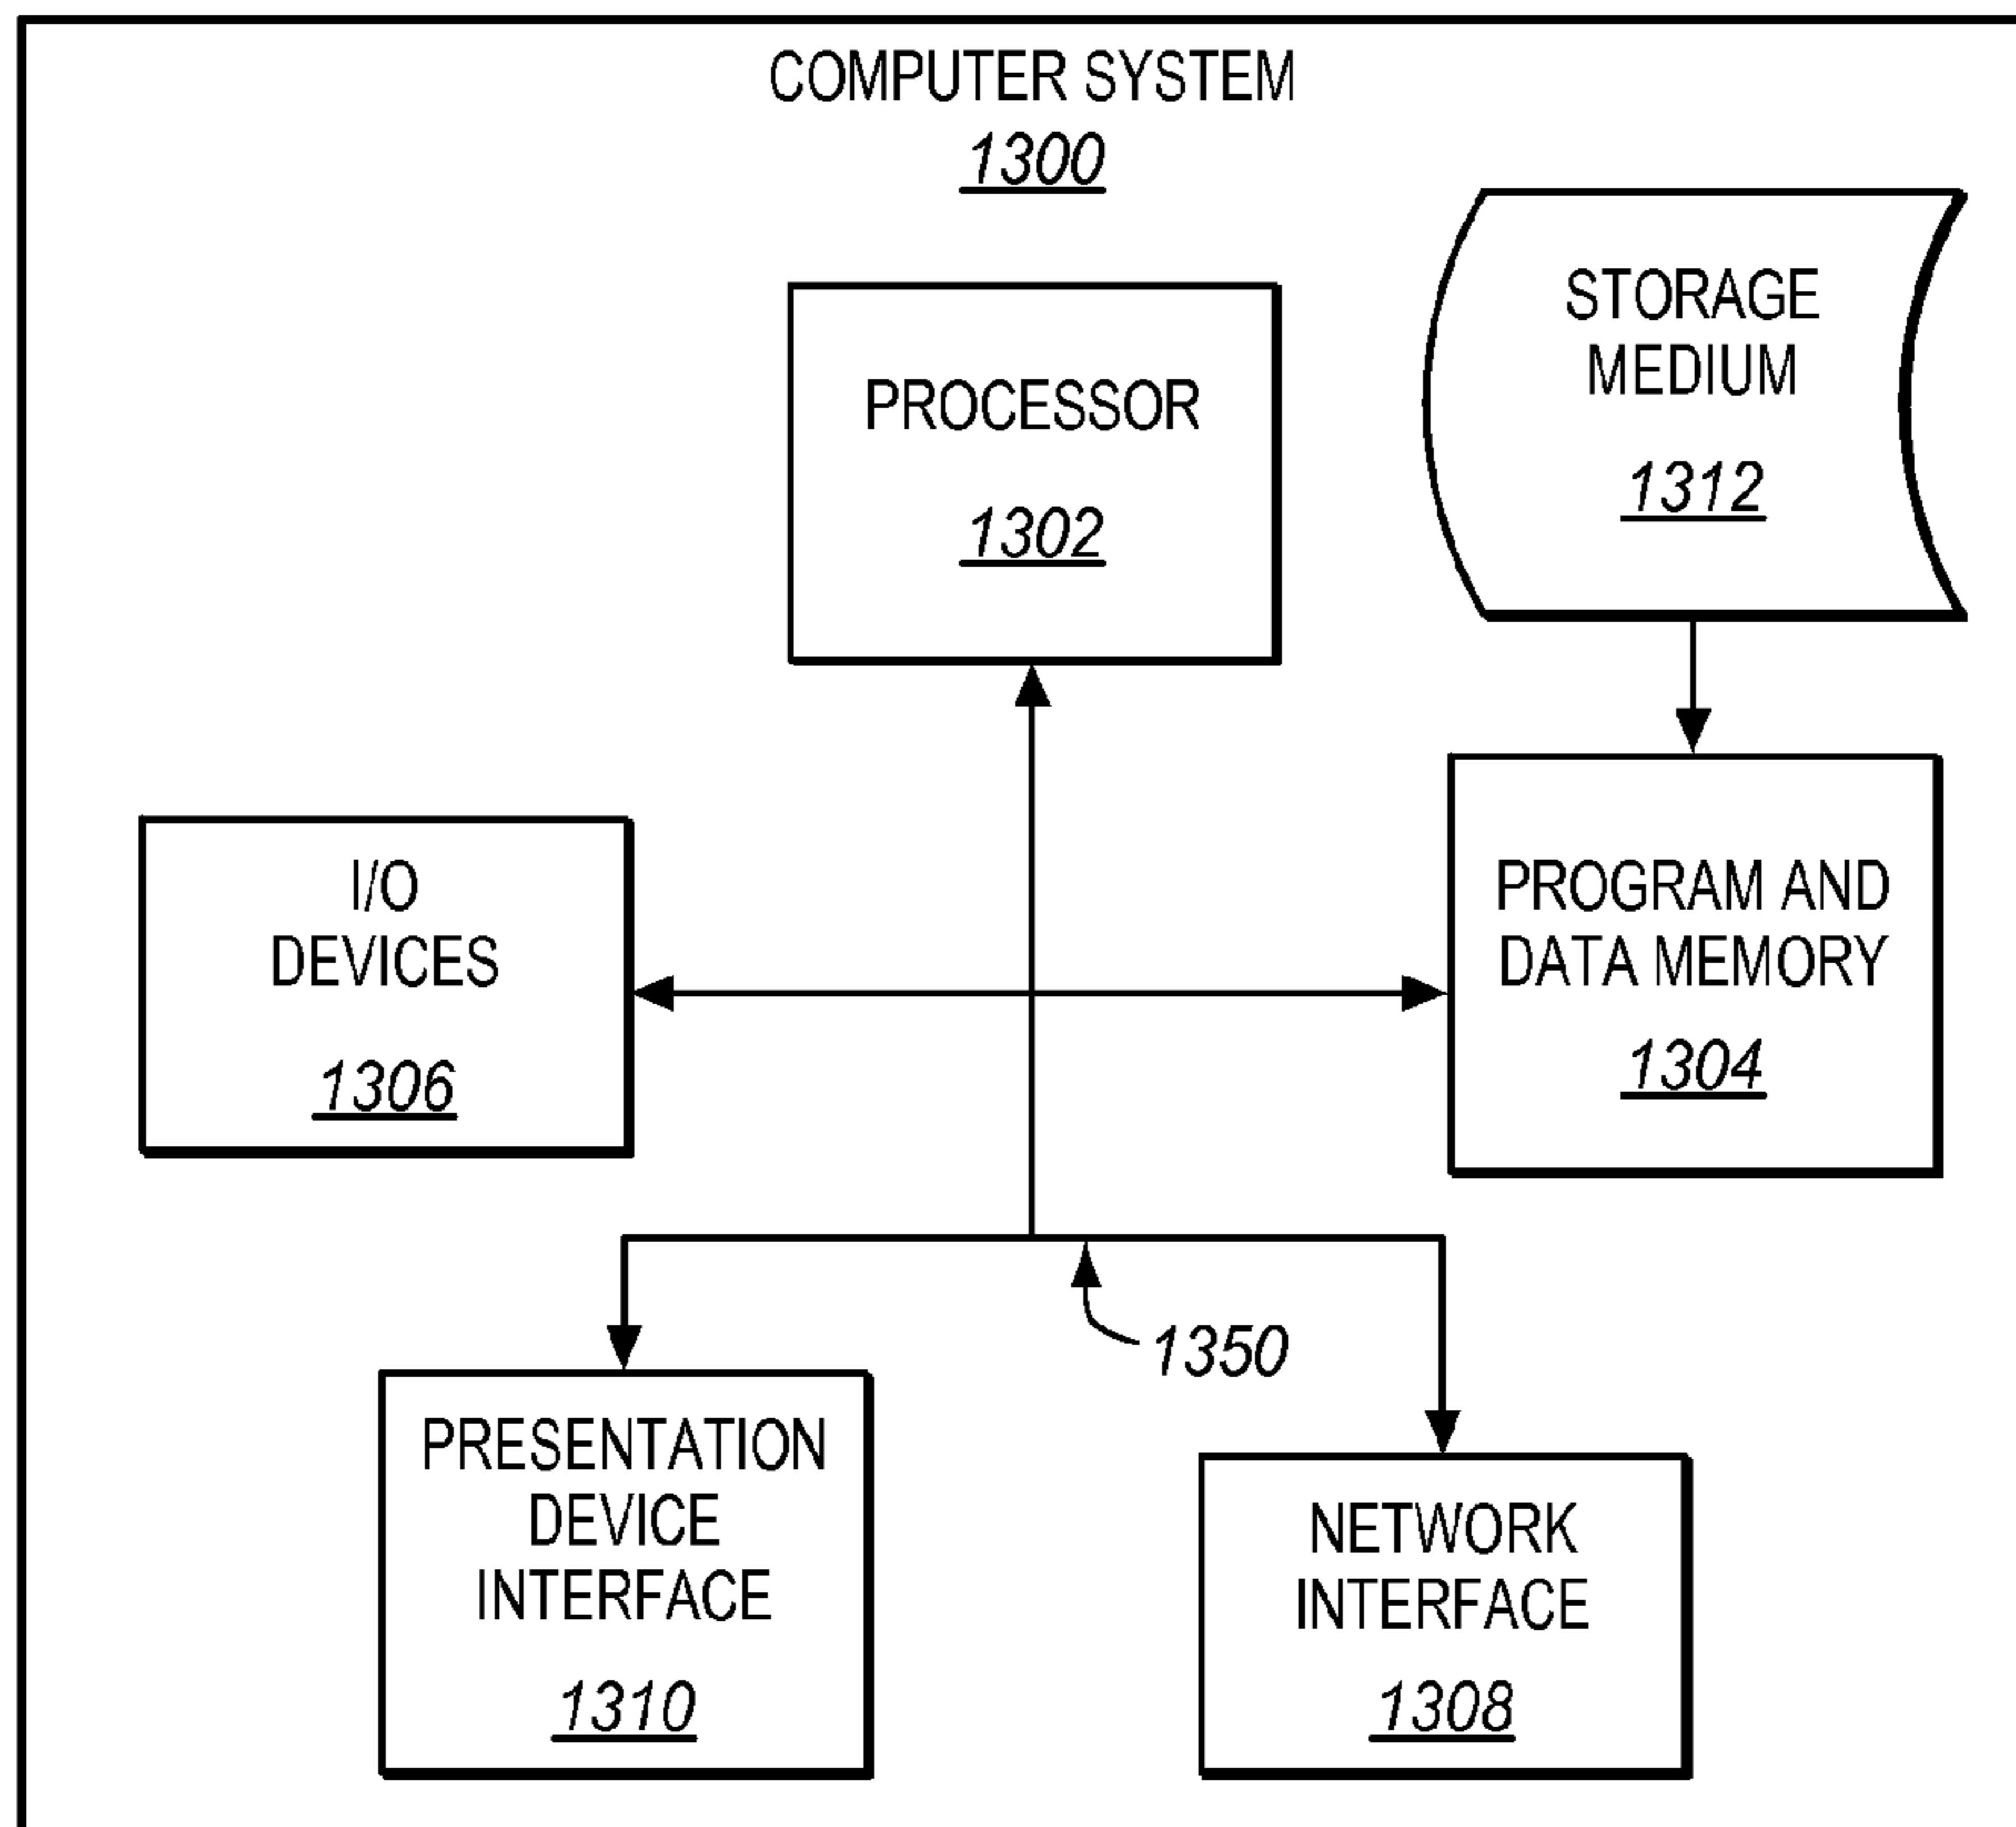 COMPUTER SYSTEM
1300
PROCESSOR
1302
STORAGE
MEDIUM
1312
I/O
DEVICES
1306
PROGRAM AND
DATA MEMORY
1304
1350
PRESENTATION
DEVICE
INTERFACE
1310
NETWORK
INTERFACE
1308